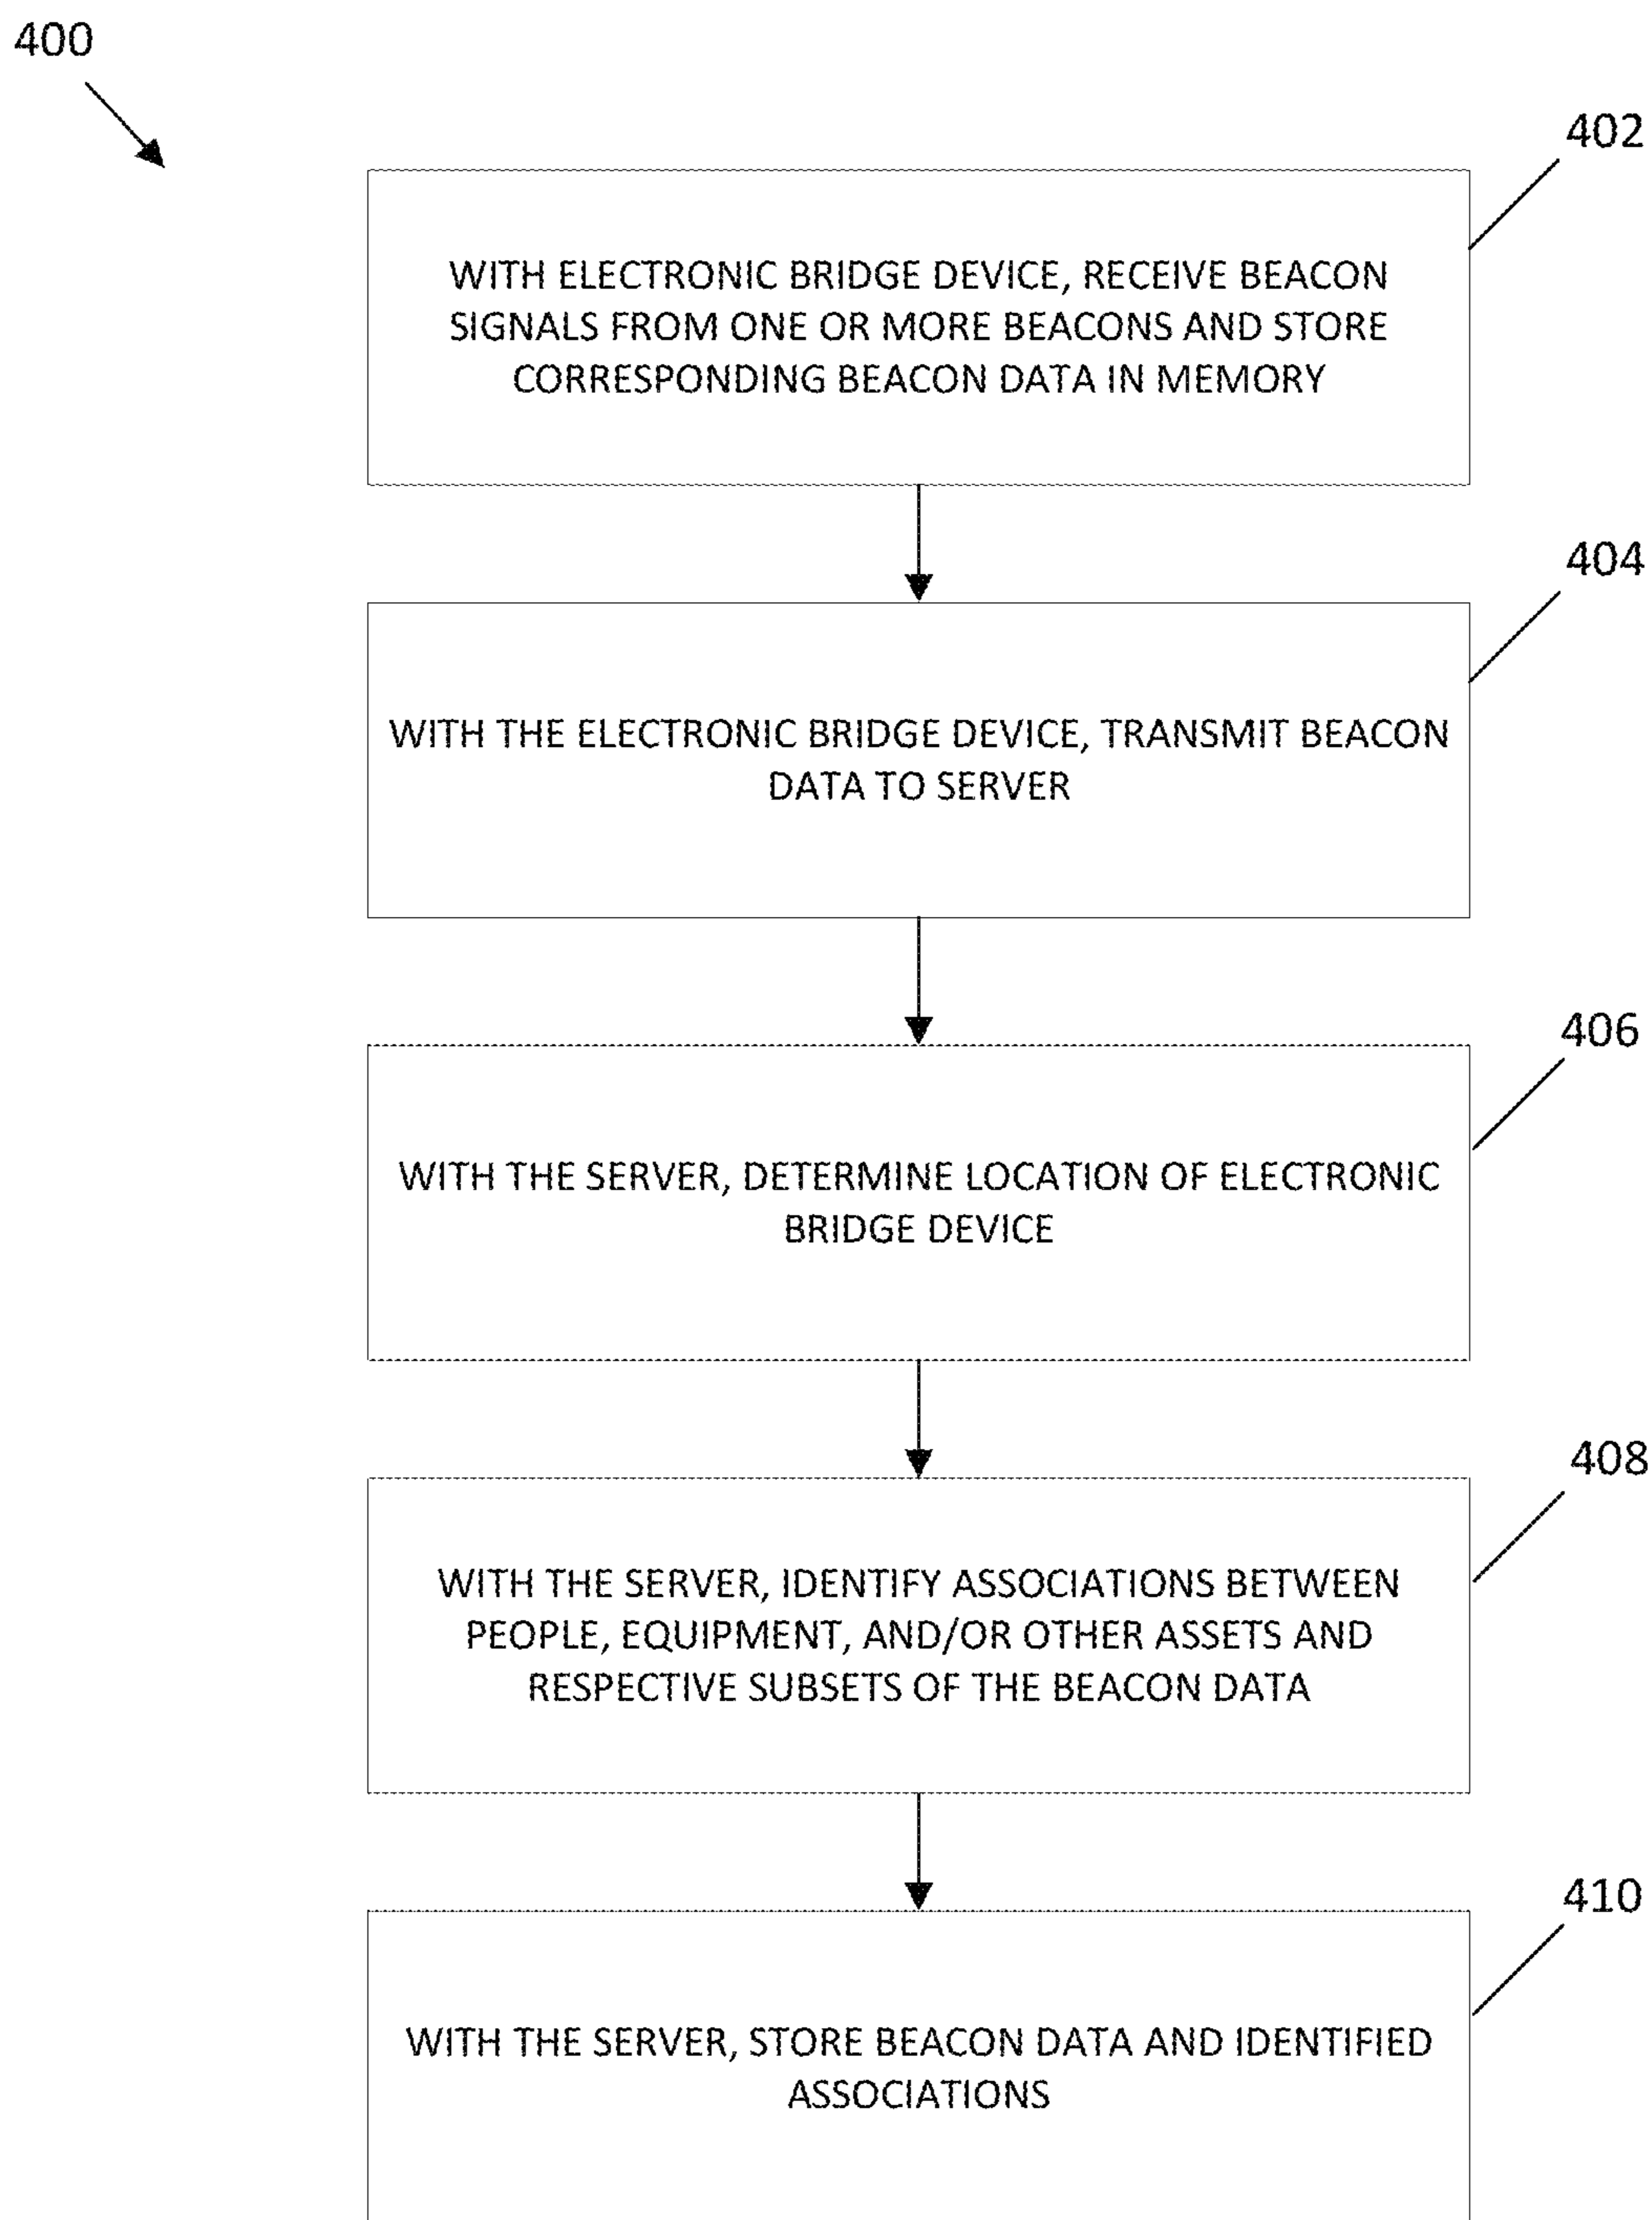 400
402
WITH ELECTRONIC BRIDGE DEVICE, RECEIVE BEACON
SIGNALS FROM ONE OR MORE BEACONS AND STORE
CORRESPONDING BEACON DATA IN MEMORY
404
WITH THE ELECTRONIC BRIDGE DEVICE, TRANSMIT BEACON
DATA TO SERVER
406
WITH THE SERVER, DETERMINE LOCATION OF ELECTRONIC
BRIDGE DEVICE
408
WITH THE SERVER, IDENTIFY ASSOCIATIONS BETWEEN
PEOPLE, EQUIPMENT, AND/OR OTHER ASSETS AND
RESPECTIVE SUBSETS OF THE BEACON DATA
410
WITH THE SERVER, STORE BEACON DATA AND IDENTIFIED
ASSOCIATIONS